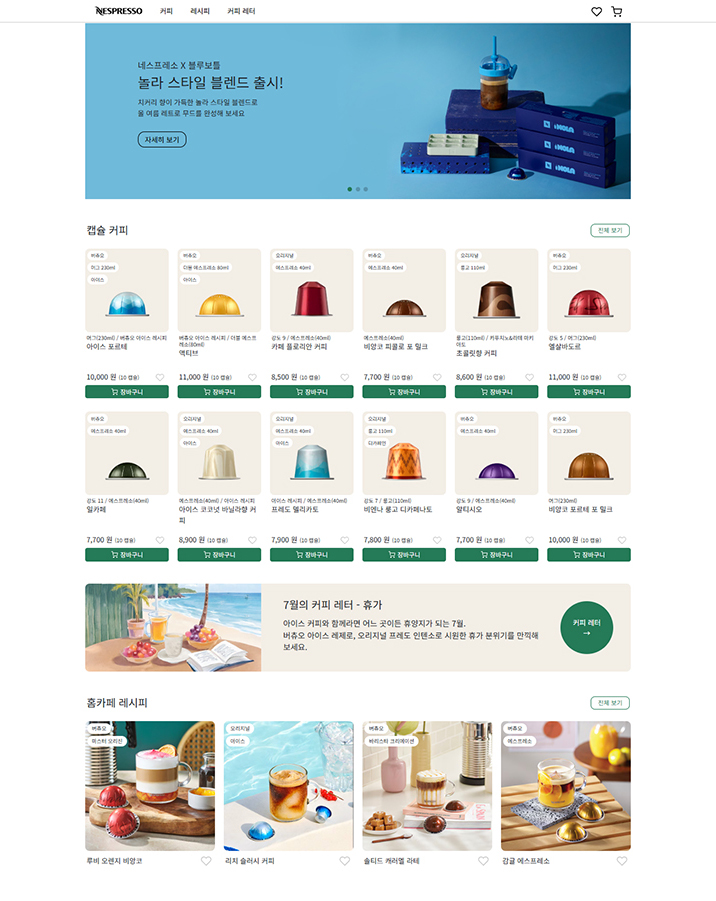 NESPRESSO 커피 레시피 커피 레터
네스프레소 X 블루보틀
놀라 스타일 블렌드 출시!
치커리 향이 가득한 놀라 스타일 블렌드로
올 여름 레트로 무드를 완성해 보세요
자세히 보기
NOLA
NOLA
NOLA
캡슐 커피 전체 보기
버츄오
머그 230ml
아이스
머그(230ml) / 버츄오 아이스 레시피
아이스 포르테
10,000 원 (10 캡슐)
장바구니
버츄오
더블 에스프레소 80ml
아이스
버츄오 아이스 레시피 / 더블 에스프
레소(80ml)
액티브
11,000 원 (10 캡슐)
장바구니
오리지널
에스프레소 40ml
강도 9 / 에스프레소(40ml)
카페 플로리안 커피
8,500 원 (10 캡슐)
장바구니
버츄오
에스프레소 40ml
에스프레소(40ml)
비앙코 피콜로 포 밀크
7,700 원 (10 캡슐)
장바구니
오리지널
룽고 110ml
룽고(110ml) / 카푸치노&라떼 마키
아또
초콜릿향 커피
8,600 원 (10 캡슐)
장바구니
버츄오
머그 230ml
강도 5 / 머그(230ml)
엘살바도르
11,000 원 (10 캡슐)
장바구니
버츄오
에스프레소 40ml
강도 11 / 에스프레소(40ml)
일카페
7,700 원 (10 캡슐)
장바구니
오리지널
에스프레소 40ml
아이스
에스프레소(40ml) / 아이스 레시피
아이스 코코넛 바닐라향 커
피
8,900 원 (10 캡슐)
장바구니
오리지널
에스프레소 40ml
아이스
아이스 레시피 / 에스프레소(40ml)
프레도 델리카토
7,900 원 (10 캡슐)
장바구니
오리지널
룽고 110ml
디카페인
강도 7 / 룽고(110ml)
비엔나 룽고 디카페나토
7,800 원 (10 캡슐)
장바구니
버츄오
에스프레소 40ml
강도 9 / 에스프레소(40ml)
알티시오
7,700 원 (10 캡슐)
장바구니
버츄오
머그 230ml
머그(230ml)
비앙코 포르테 포 밀크
10,000 원 (10 캡슐)
장바구니
7월의 커피 레터 - 휴가
아이스 커피와 함께라면 어느 곳이든 휴양지가 되는 7월.
버츄오 아이스 레제로, 오리지널 프레도 인텐소로 시원한 휴가 분위기를 만끽해
보세요.
커피 레터
→
홈카페 레시피 전체 보기
버츄오
마스터 오리진
루비 오렌지 비앙코
오리지널
아이스
리치 슬러시 커피
버츄오
바리스타 크리에이션
솔티드 캐러멜 라테
버츄오
에스프레소
감귤 에스프레소